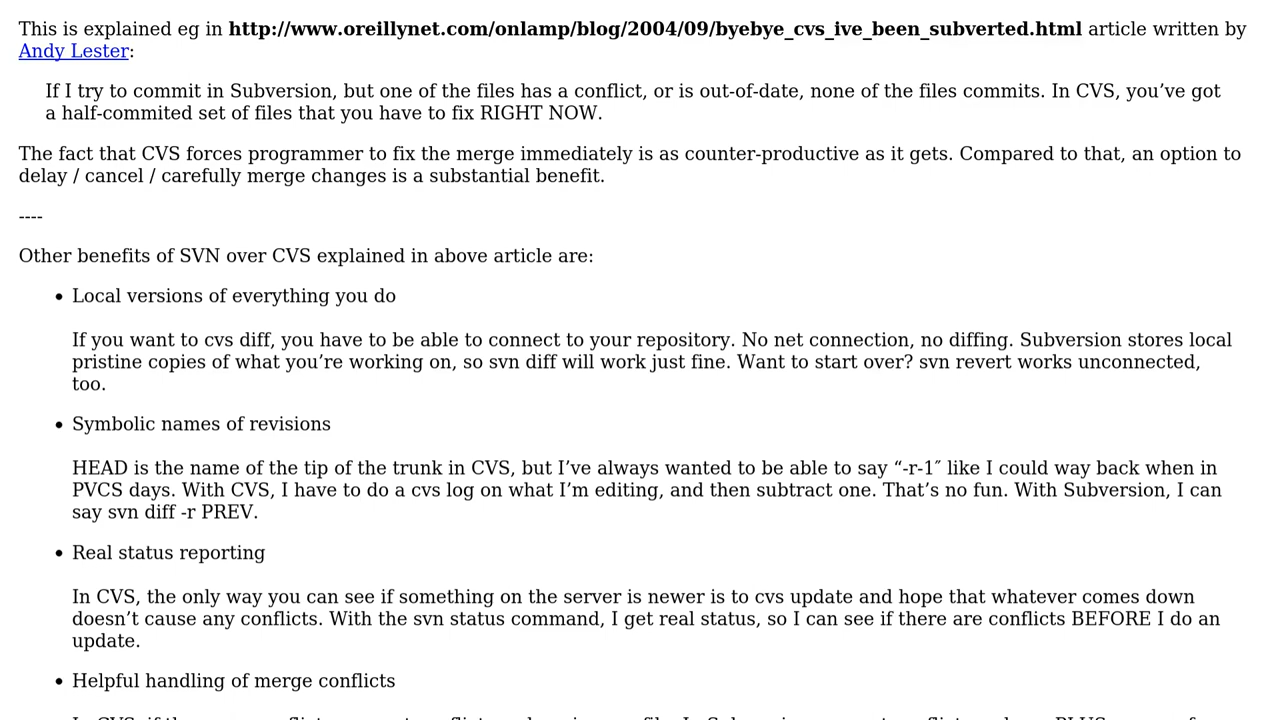 This is explained eg in http://www.oreillynet.com/onlamp/blog/2004/09/byebye_cvs_ive_been_subverted.html article written by
Andy Lester:
If I try to commit in Subversion, but one of the files has a conflict, or is out-of-date, none of the files commits. In CVS, you’ve got
a half-commited set of files that you have to fix RIGHT NOW.
The fact that CVS forces programmer to fix the merge immediately is as counter-productive as it gets. Compared to that, an option to
delay / cancel / carefully merge changes is a substantial benefit.
----
Other benefits of SVN over CVS explained in above article are:
• Local versions of everything you do
If you want to cvs diff, you have to be able to connect to your repository. No net connection, no diffing. Subversion stores local
pristine copies of what you’re working on, so svn diff will work just fine. Want to start over? svn revert works unconnected,
too.
• Symbolic names of revisions
HEAD is the name of the tip of the trunk in CVS, but I’ve always wanted to be able to say “-r-1″ like I could way back when in
PVCS days. With CVS, I have to do a cvs log on what I’m editing, and then subtract one. That’s no fun. With Subversion, I can
say svn diff -r PREV.
• Real status reporting
In CVS, the only way you can see if something on the server is newer is to cvs update and hope that whatever comes down
doesn’t cause any conflicts. With the svn status command, I get real status, so I can see if there are conflicts BEFORE I do an
update.
• Helpful handling of merge conflicts